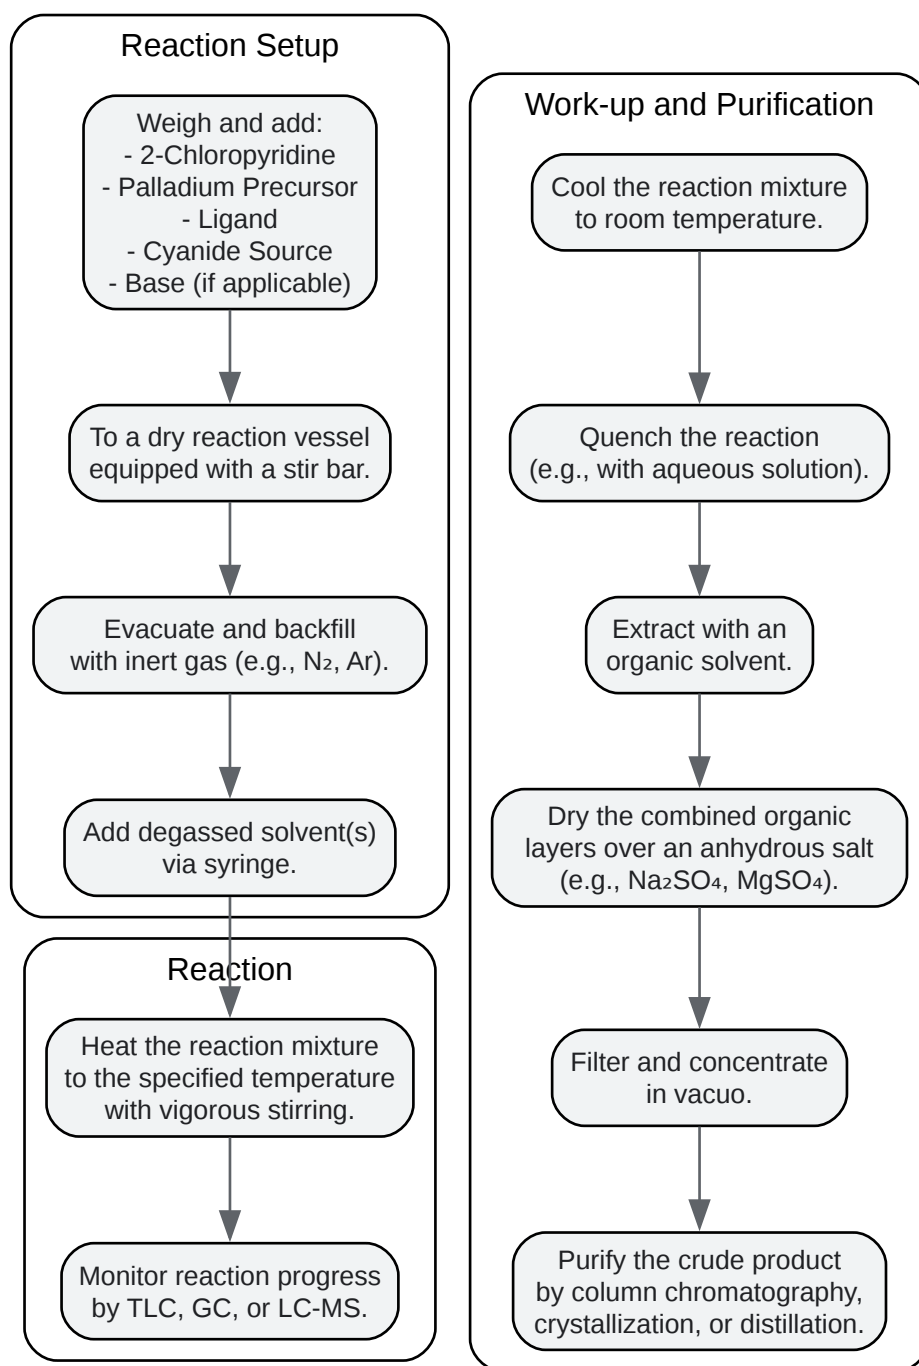 Reaction Setup
Weigh and add:
- 2-Chloropyridine
- Palladium Precursor
- Ligand
- Cyanide Source
- Base (if applicable)
To a dry reaction vessel
equipped with a stir bar.
Evacuate and backfill
with inert gas (e.g., N₂, Ar).
Add degassed solvent(s)
via syringe.
Reaction
Heat the reaction mixture
to the specified temperature
with vigorous stirring.
Monitor reaction progress
by TLC, GC, or LC-MS.
Work-up and Purification
Cool the reaction mixture
to room temperature.
Quench the reaction
(e.g., with aqueous solution).
Extract with an
organic solvent.
Dry the combined organic
layers over an anhydrous salt
(e.g., Na₂SO₄, MgSO₄).
Filter and concentrate
in vacuo.
Purify the crude product
by column chromatography,
crystallization, or distillation.